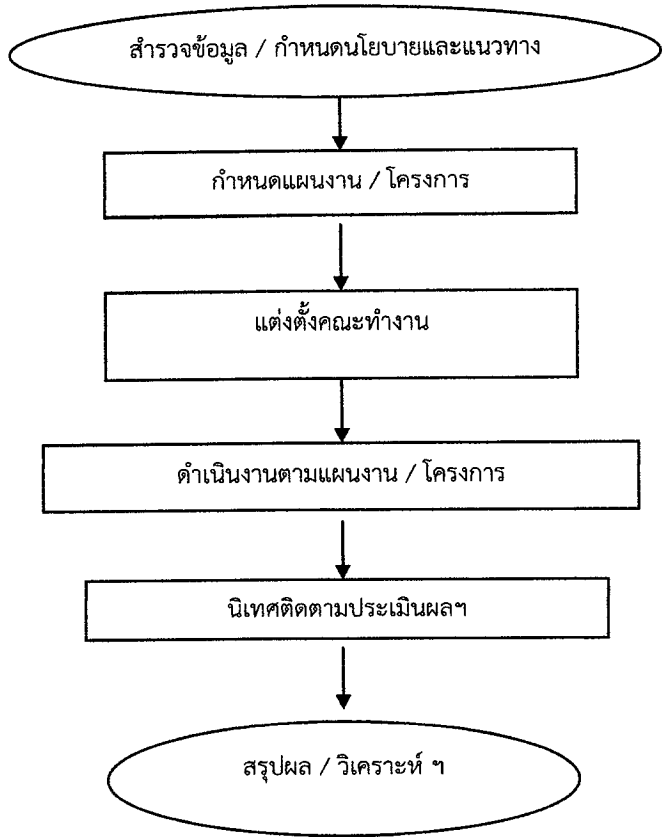 สำรวจข้อมูล / กำหนดนโยบายและแนวทาง
กำหนดแผนงาน / โครงการ
แต่งตั้งคณะทำงาน
ดำเนินงานตามแผนงาน / โครงการ
นิเทศติดตามประเมินผลฯ
สรุปผล / วิเคราะห์ ฯ